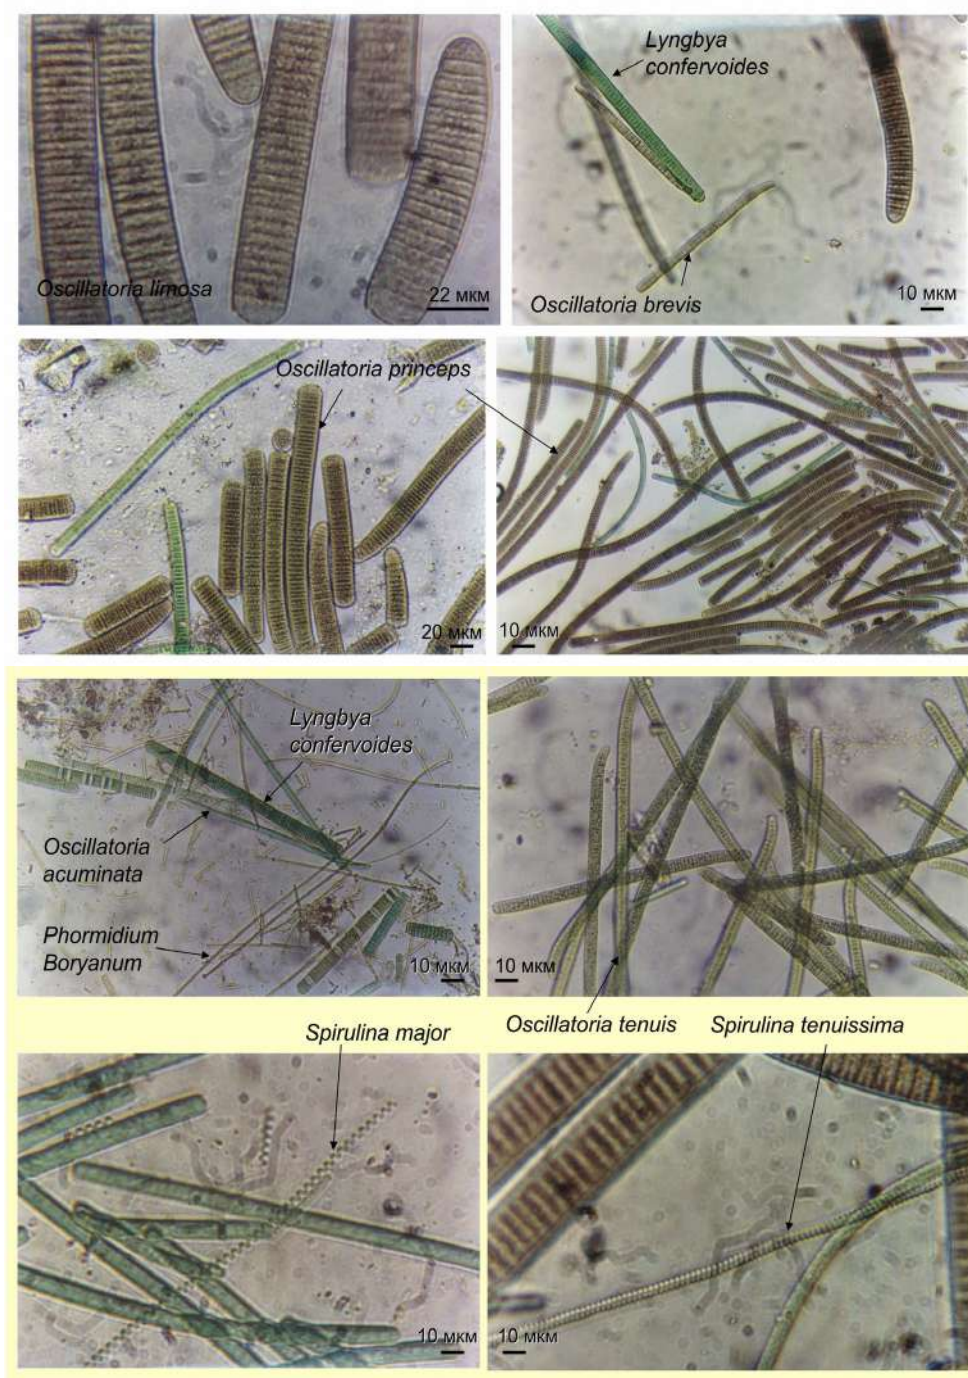 Lyngbya
confervoides
Oscillatoria limosa
22 мкм
Oscillatoria brevis
10 мкм
Oscillatoria princeps
20 мкм
10 мкм
Lyngbya
confervoides
Oscillatoria
acuminata
Phormidium
Boryanum
10 мкм
10 мкм
Oscillatoria tenuis
Spirulina tenuissima
Spirulina major
10 мкм
10 мкм